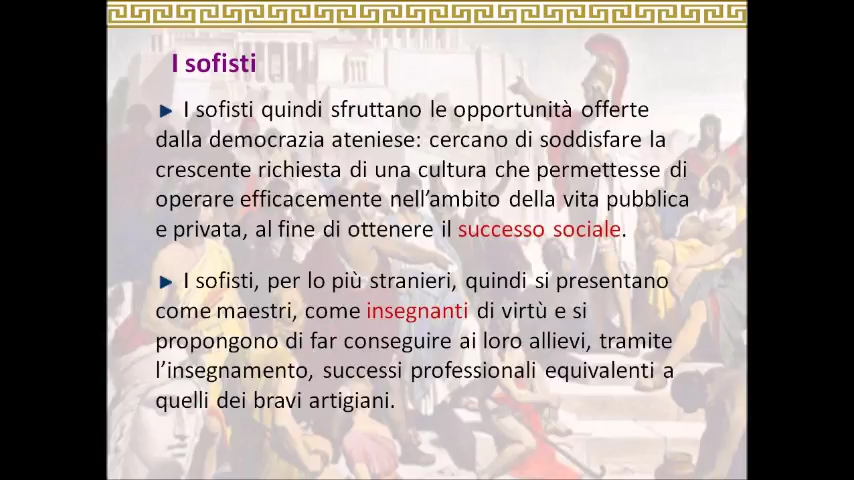 I sofisti
I sofisti quindi sfruttano le opportunità offerte
dalla democrazia ateniese: cercano di soddisfare la
crescente richiesta di una cultura che permettesse di
operare efficacemente nell’ambito della vita pubblica
e privata, al fine di ottenere il successo sociale.
I sofisti, per lo più stranieri, quindi si presentano
come maestri, come insegnanti di virtù e si
propongono di far conseguire ai loro allievi, tramite
l’insegnamento, successi professionali equivalenti a
quelli dei bravi artigiani.